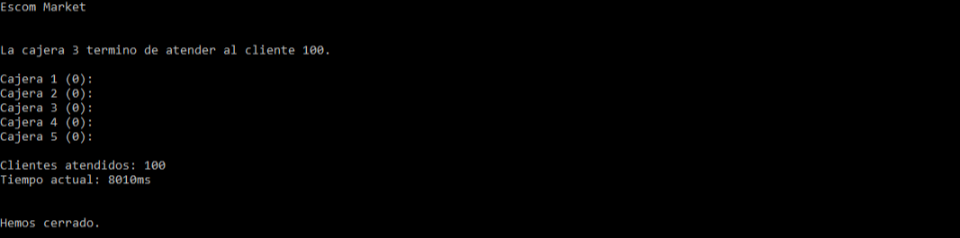 Escom Market
La cajera 3 termino de atender al cliente 100.
Cajera 1 (0):
Cajera 2 (0):
Cajera 3 (0):
Cajera 4 (0):
Cajera 5 (0):
Clientes atendidos: 100
Tiempo actual: 8010ms
Hemos cerrado.